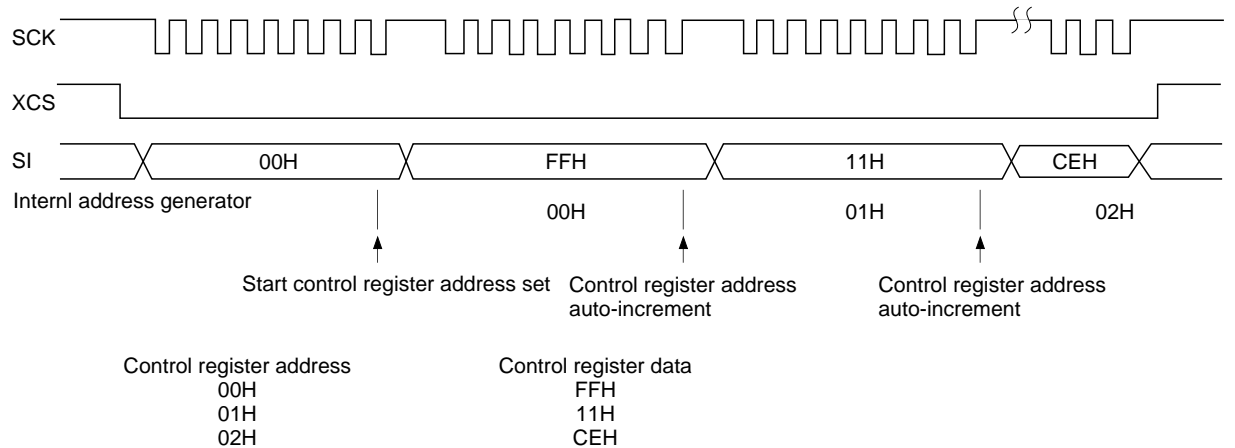 SCK
XCS
SI
00H
FFH
11H
CEH
Internl address generator
00H
01H
02H
Start control register address set
Control register address
auto-increment
Control register address
auto-increment
Control register address
Control register data
00H
FFH
01H
11H
02H
CEH